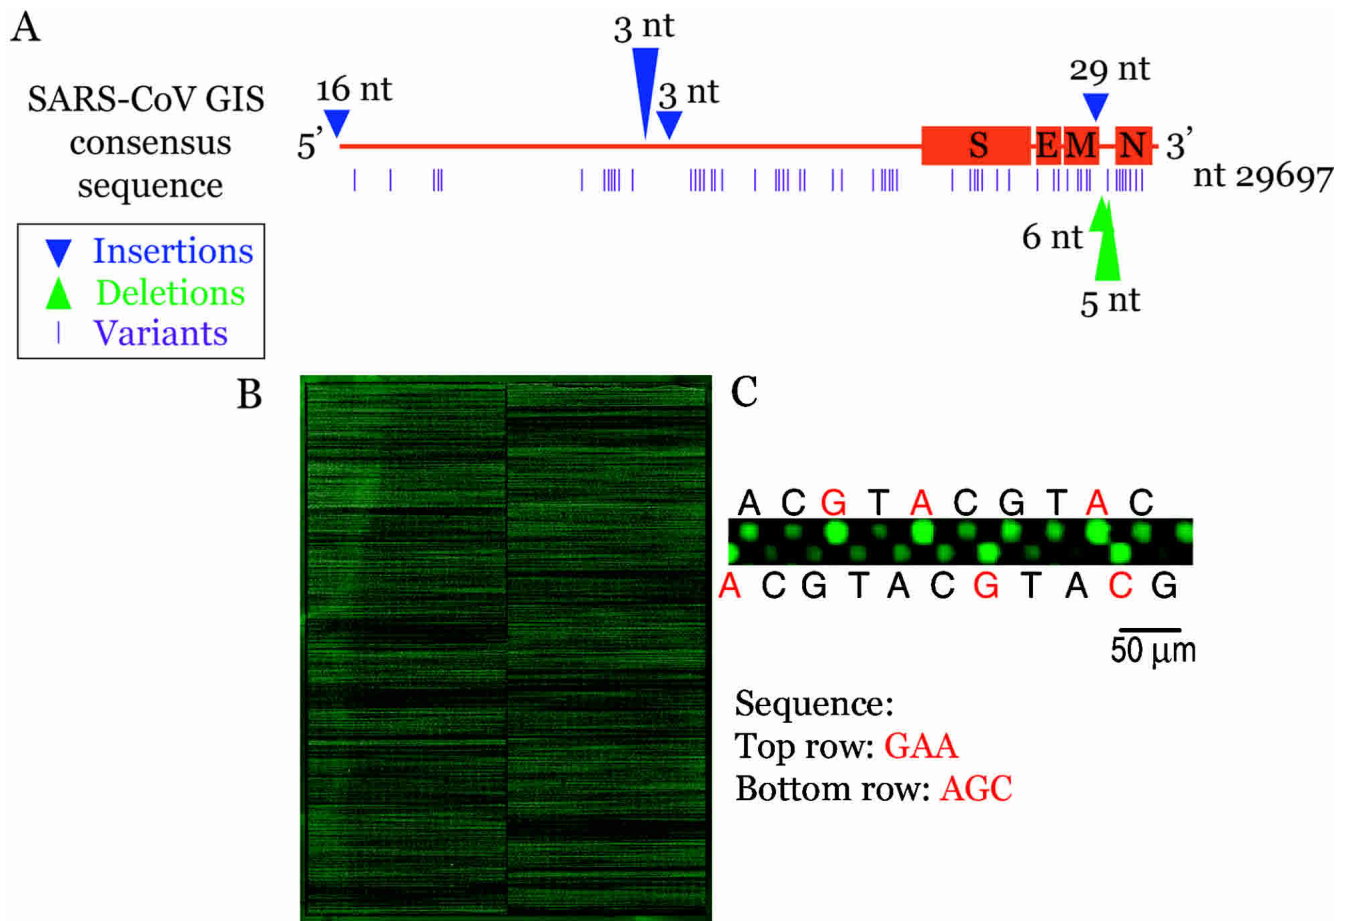 A
3 nt
16 nt
3 nt
29 nt
SARS-CoV GIS
consensus
sequence
5’
S
E
M
N
3’
nt 29697
6 nt
5 nt
Insertions
Deletions
Variants
B
C
A C G T A C G T A C
A C G T A C G T A C G
50 μm
Sequence:
Top row: GAA
Bottom row: AGC